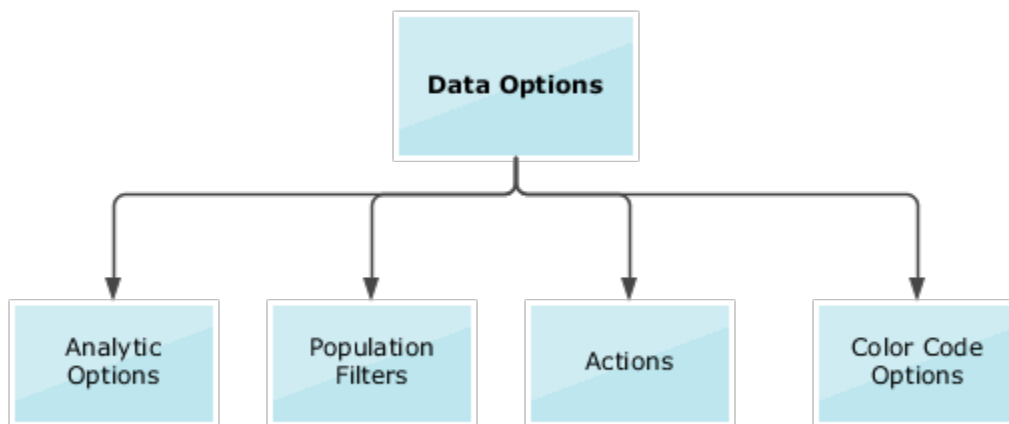 Data Options
Analytic
Options
Population
Filters
Actions
Color Code
Options